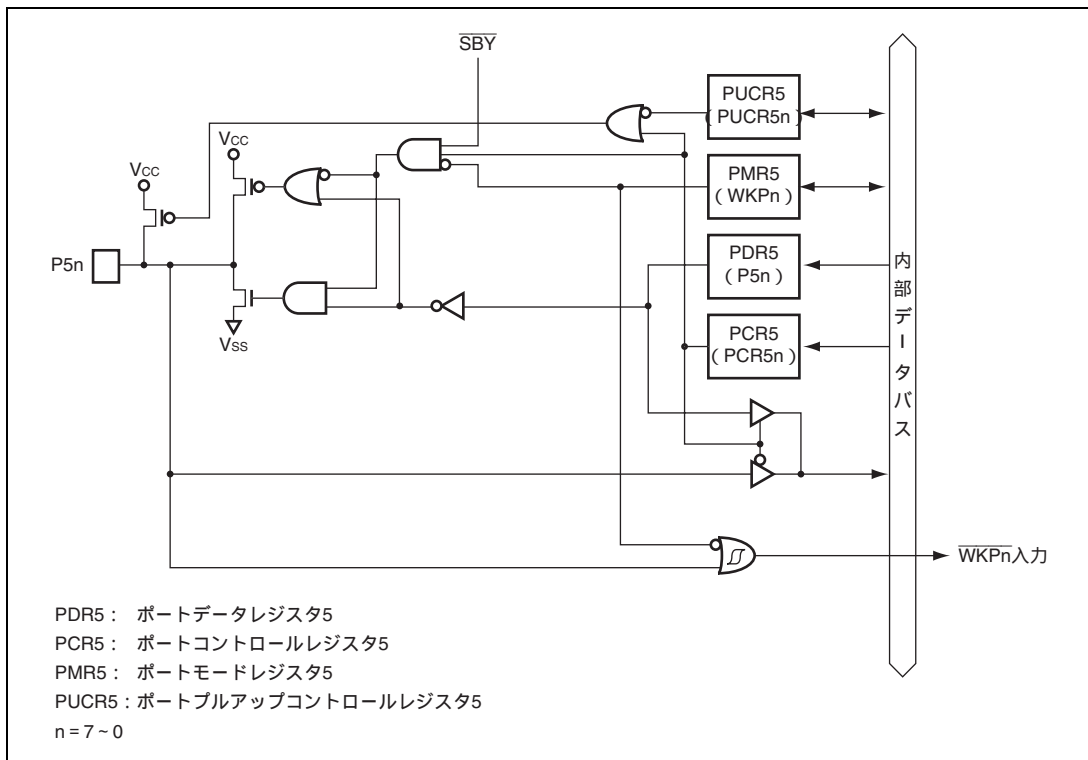 SBY
PUCR5
(PUCR5n)
VCC
VCC
PMR5
(WKPn)
P5n
PDR5
(P5n)
内部データバス
VSS
PCR5
(PCR5n)
WKPn入力
PDR5: ポートデータレジスタ5
PCR5: ポートコントロールレジスタ5
PMR5: ポートモードレジスタ5
PUCR5:ポートプルアップコントロールレジスタ5
n = 7 ~ 0